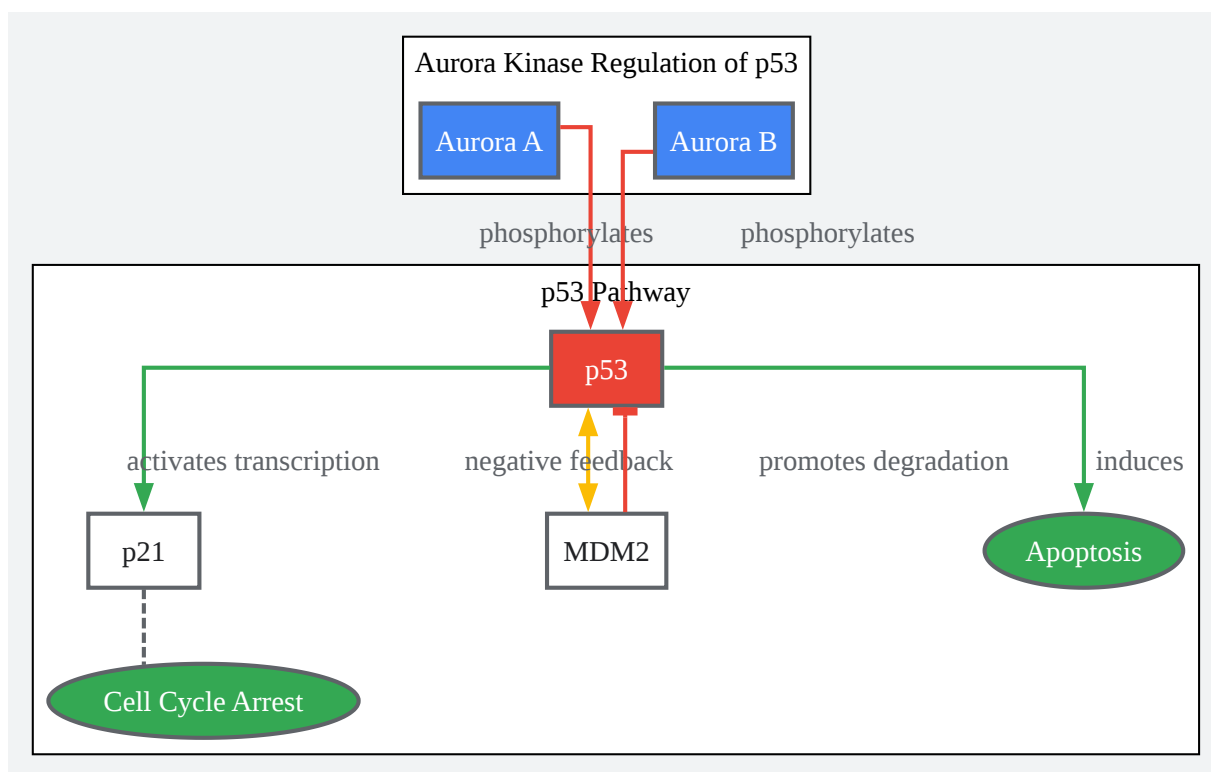 Aurora Kinase Regulation of p53
Aurora A
Aurora B
phosphorylates
phosphorylates
p53 Pathway
p53
activates transcription
negative feedback
promotes degradation
induces
p21
MDM2
Apoptosis
Cell Cycle Arrest